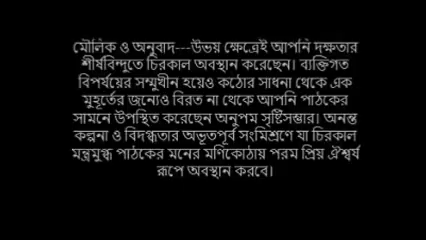 মৌলিক ও অনুবাদ---উভয় ক্ষেত্রেই আপনি দক্ষতার
শীর্ষবিন্দুতে চিরকাল অবস্থান করেছেন। ব্যক্তিগত
বিপর্যয়ের সম্মুখীন হয়েও কঠোর সাধনা থেকে এক
মুহূর্তের জন্যেও বিরত না থেকে আপনি পাঠকের
সামনে উপস্থিত করেছেন অনুপম সৃষ্টিসম্ভার। অনন্ত
কল্পনা ও বিদগ্ধতার অভূতপূর্ব সংমিশ্রণে যা চিরকাল
মন্ত্রমুগ্ধ পাঠকের মনের মণিকোঠায় পরম প্রিয় ঐশ্বর্য
রূপে অবস্থান করবে।